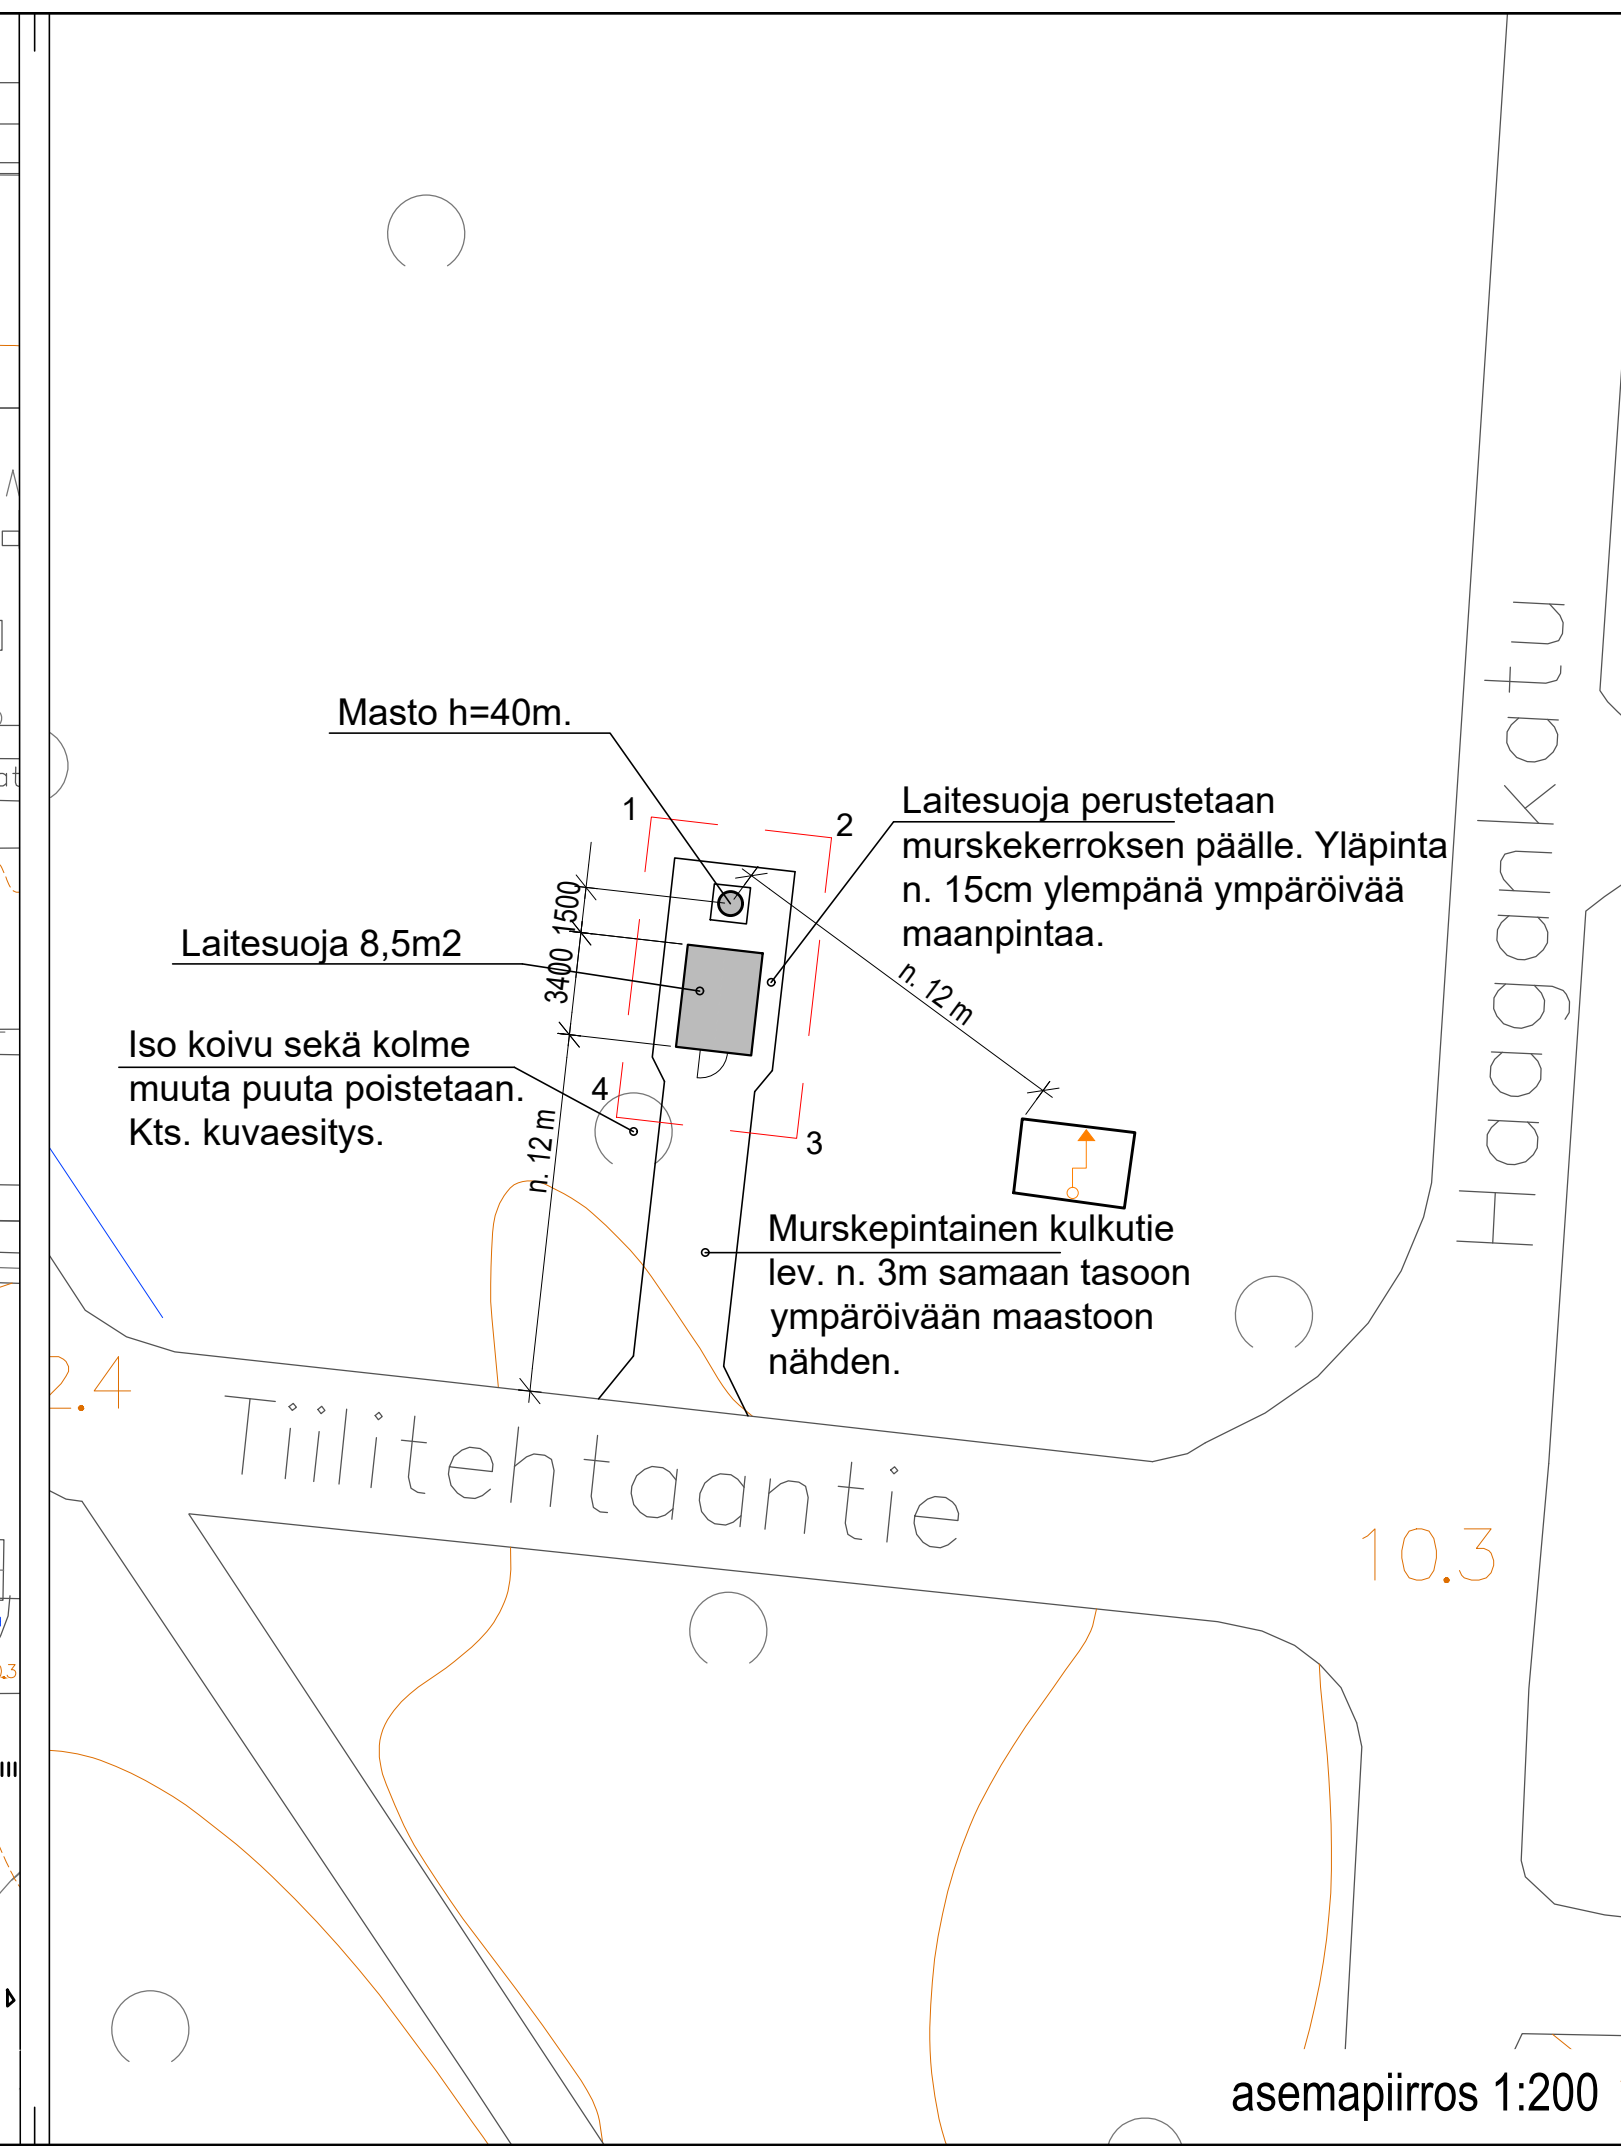 Masto h=40m.
1
2
Laitesuoja perustetaan
murskekerroksen päälle. Yläpinta
n. 15cm ylempänä ympäröivää
maanpintaa.
1500
3400
Laitesuoja 8,5m2
n. 12 m
Iso koivu sekä kolme
muuta puuta poistetaan.
Kts. kuvaesitys.
4
3
n. 12 m
Murskepintainen kulkutie
lev. n. 3m samaan tasoon
ympäröivään maastoon
nähden.
Haagankatu
2.4
Tiilitehtaantie
10.3
asemapiirros 1:200